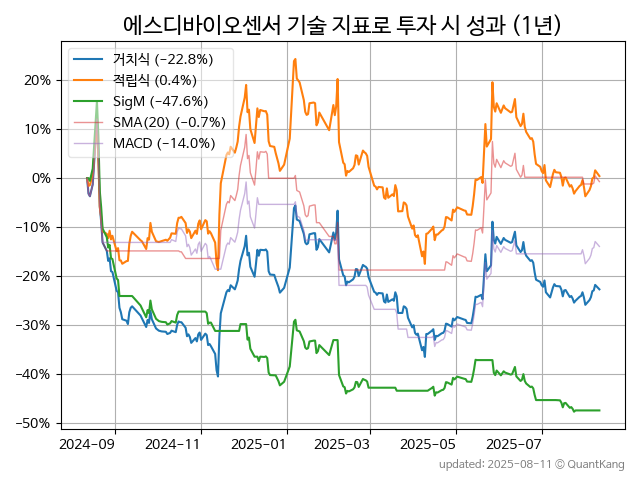 에스디바이오센서 기술 지표로 투자 시 성과 (1년)
거치식 (−22.8%)
적립식 (0.4%)
SigM (−47.6%)
SMA(20) (−0.7%)
MACD (−14.0%)
20%
10%
0%
−10%
−20%
−30%
−40%
−50%
2024−09
2024−11
2025−01
2025−03
2025−05
2025−07
updated: 2025−08−11 © QuantKang